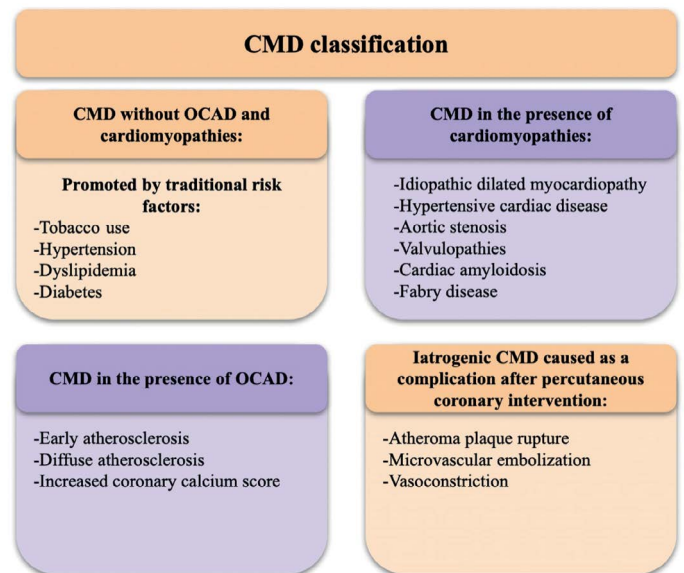 CMD classification
CMD without OCAD and
cardiomyopathies:
Promoted by traditional risk
factors:
-Tobacco use
-Hypertension
-Dyslipidemia
-Diabetes
CMD in the presence of
cardiomyopathies:
-Idiopathic dilated myocardiopathy
-Hypertensive cardiac disease
-Aortic stenosis
-Valvulopathies
-Cardiac amyloidosis
-Fabry disease
CMD in the presence of OCAD:
-Early atherosclerosis
-Diffuse atherosclerosis
-Increased coronary calcium score
Iatrogenic CMD caused as a
complication after percutaneous
coronary intervention:
-Atheroma plaque rupture
-Microvascular embolization
-Vasoconstriction